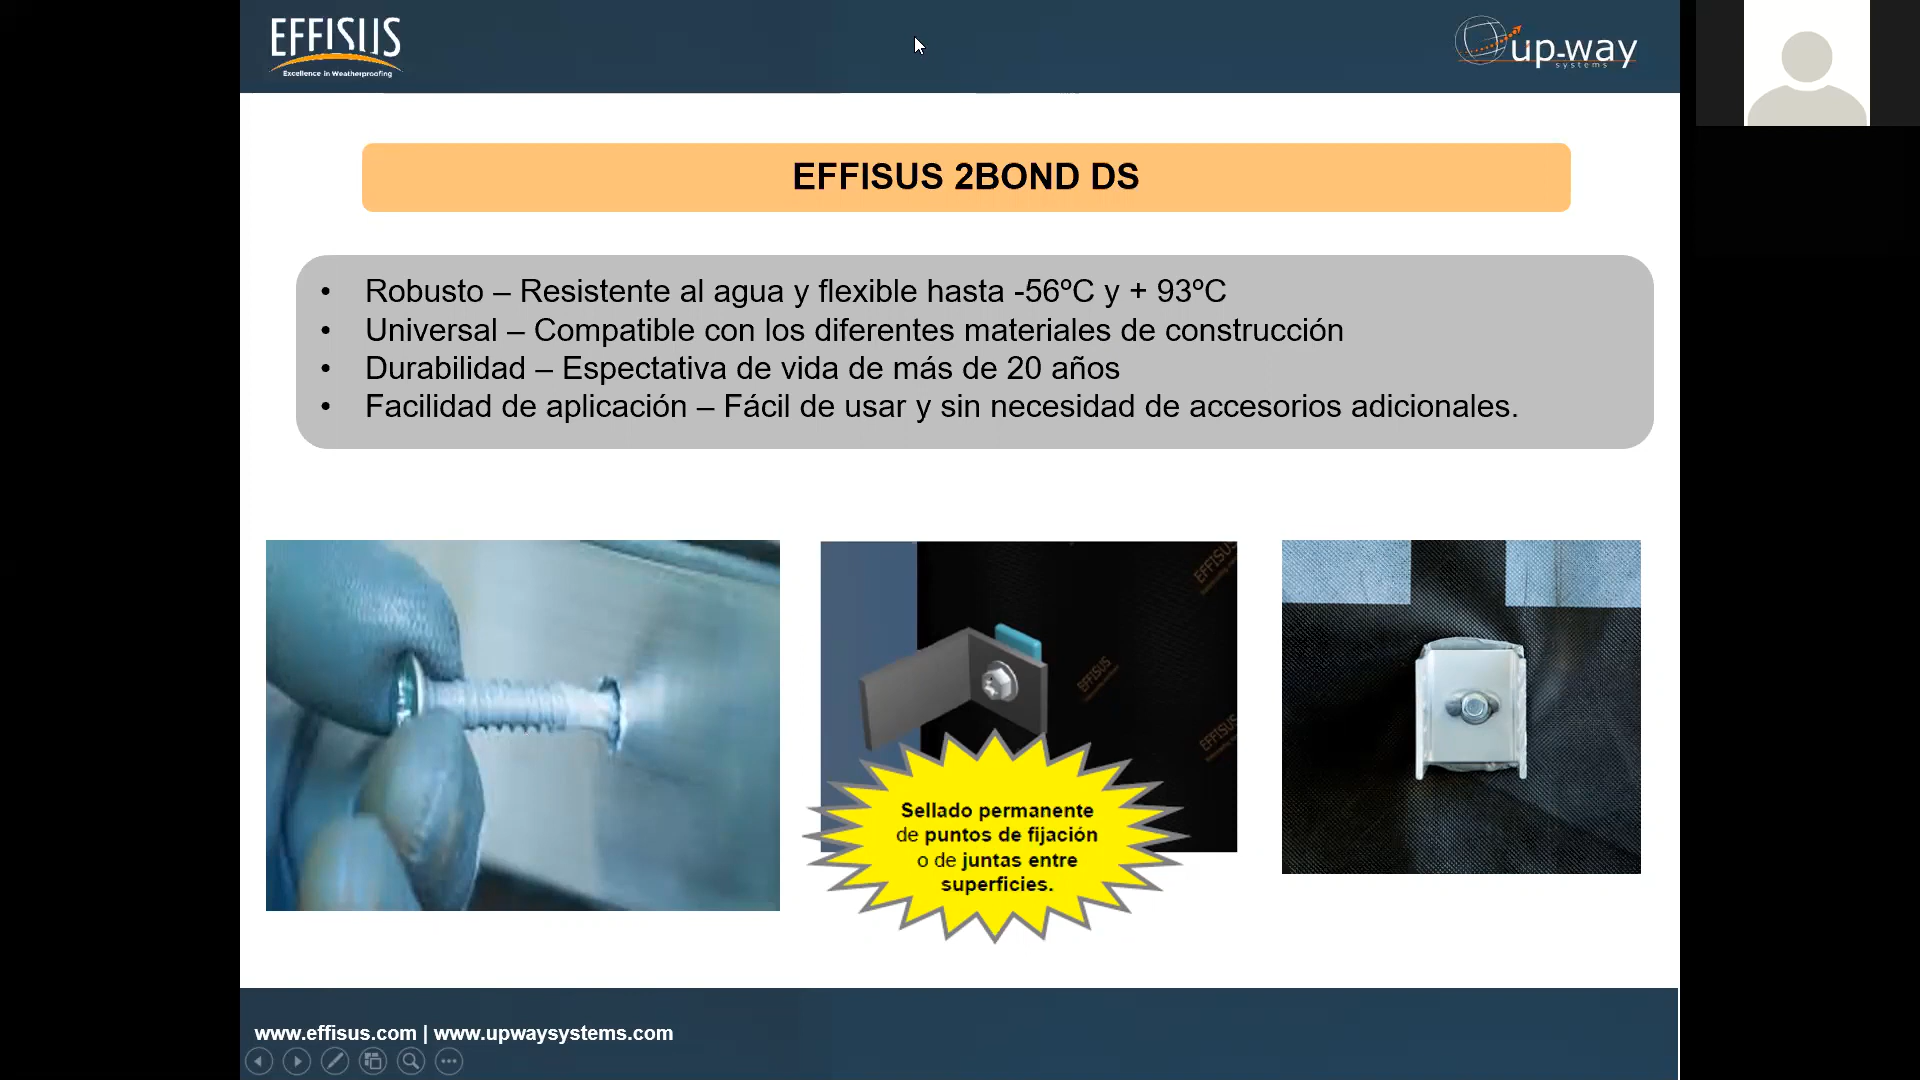 EFFISUS
Excellence in Weatherproofing
up-way
systems
EFFISUS 2BOND DS
• Robusto – Resistente al agua y flexible hasta -56ºC y + 93ºC
• Universal – Compatible con los diferentes materiales de construcción
• Durabilidad – Espectativa de vida de más de 20 años
• Facilidad de aplicación – Fácil de usar y sin necesidad de accesorios adicionales.
EFFISUS
EFFISUS
EFFISUS
Sellado permanente
de puntos de fijación
o de juntas entre
superficies.
www.effisus.com | www.upwaysystems.com